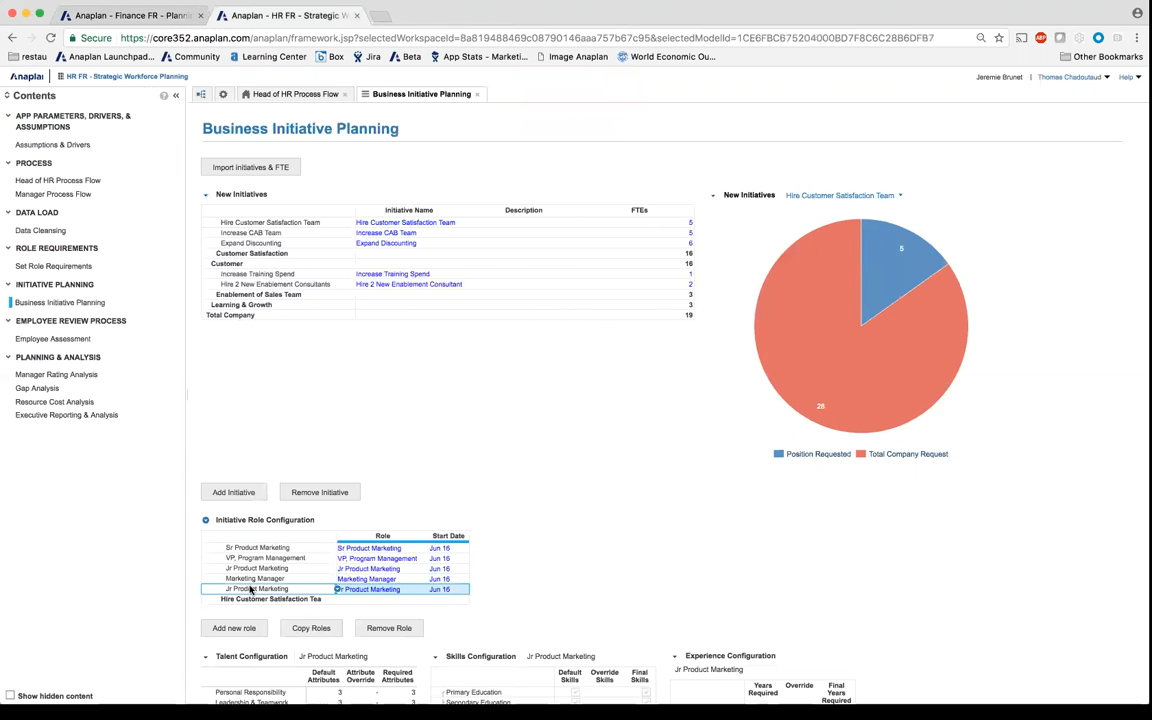 Anaplan - Finance FR - Plannin ×
Anaplan - HR FR - Strategic W ×
Secure
https://core352.anaplan.com/anaplan/framework.jsp?selectedWorkspaceId=8a819488469c08790146aaa757b67c95&selectedModelId=1CE6FBC675204000BD7F8C6C28B6DFB7
restau
Anaplan Launchpad...
Community
Learning Center
Box
Jira
Beta
App Stats - Marketi...
Image Anaplan
World Economic Ou...
Other Bookmarks
Anaplan
HR FR - Strategic Workforce Planning
Jeremie Brunet
Thomas Chadoutaud
Help
Contents
APP PARAMETERS, DRIVERS, &
ASSUMPTIONS
Assumptions & Drivers
PROCESS
Head of HR Process Flow
Manager Process Flow
DATA LOAD
Data Cleansing
ROLE REQUIREMENTS
Set Role Requirements
INITIATIVE PLANNING
Business Initiative Planning
EMPLOYEE REVIEW PROCESS
Employee Assessment
PLANNING & ANALYSIS
Manager Rating Analysis
Gap Analysis
Resource Cost Analysis
Executive Reporting & Analysis
Show hidden content
Head of HR Process Flow ×
Business Initiative Planning ×
Business Initiative Planning
Import initiatives & FTE
New Initiatives
Initiative Name Description FTEs
Hire Customer Satisfaction Team Hire Customer Satisfaction Team 5
Increase CAB Team Increase CAB Team 5
Expand Discounting Expand Discounting 6
Customer Satisfaction 16
Customer 16
Increase Training Spend Increase Training Spend 1
Hire 2 New Enablement Consultants Hire 2 New Enablement Consultant 2
Enablement of Sales Team 3
Learning & Growth 3
Total Company 19
New Initiatives Hire Customer Satisfaction Team
5
28
Position Requested Total Company Request
Add Initiative
Remove Initiative
Initiative Role Configuration
Role Start Date
Sr Product Marketing Sr Product Marketing Jun 16
VP, Program Management VP, Program Management Jun 16
Jr Product Marketing Jr Product Marketing Jun 16
Marketing Manager Marketing Manager Jun 16
Jr Product Marketing Jr Product Marketing Jun 16
Hire Customer Satisfaction Tea
Add new role
Copy Roles
Remove Role
Talent Configuration Jr Product Marketing
Default Attributes Attribute Override Required Attributes
Personal Responsibility 3 - 3
Leadership & Teamwork 3 - 3
Skills Configuration Jr Product Marketing
Default Skills Override Skills Final Skills
Primary Education
Secondary Education
Experience Configuration
Jr Product Marketing
Years Required Override Final Years Required